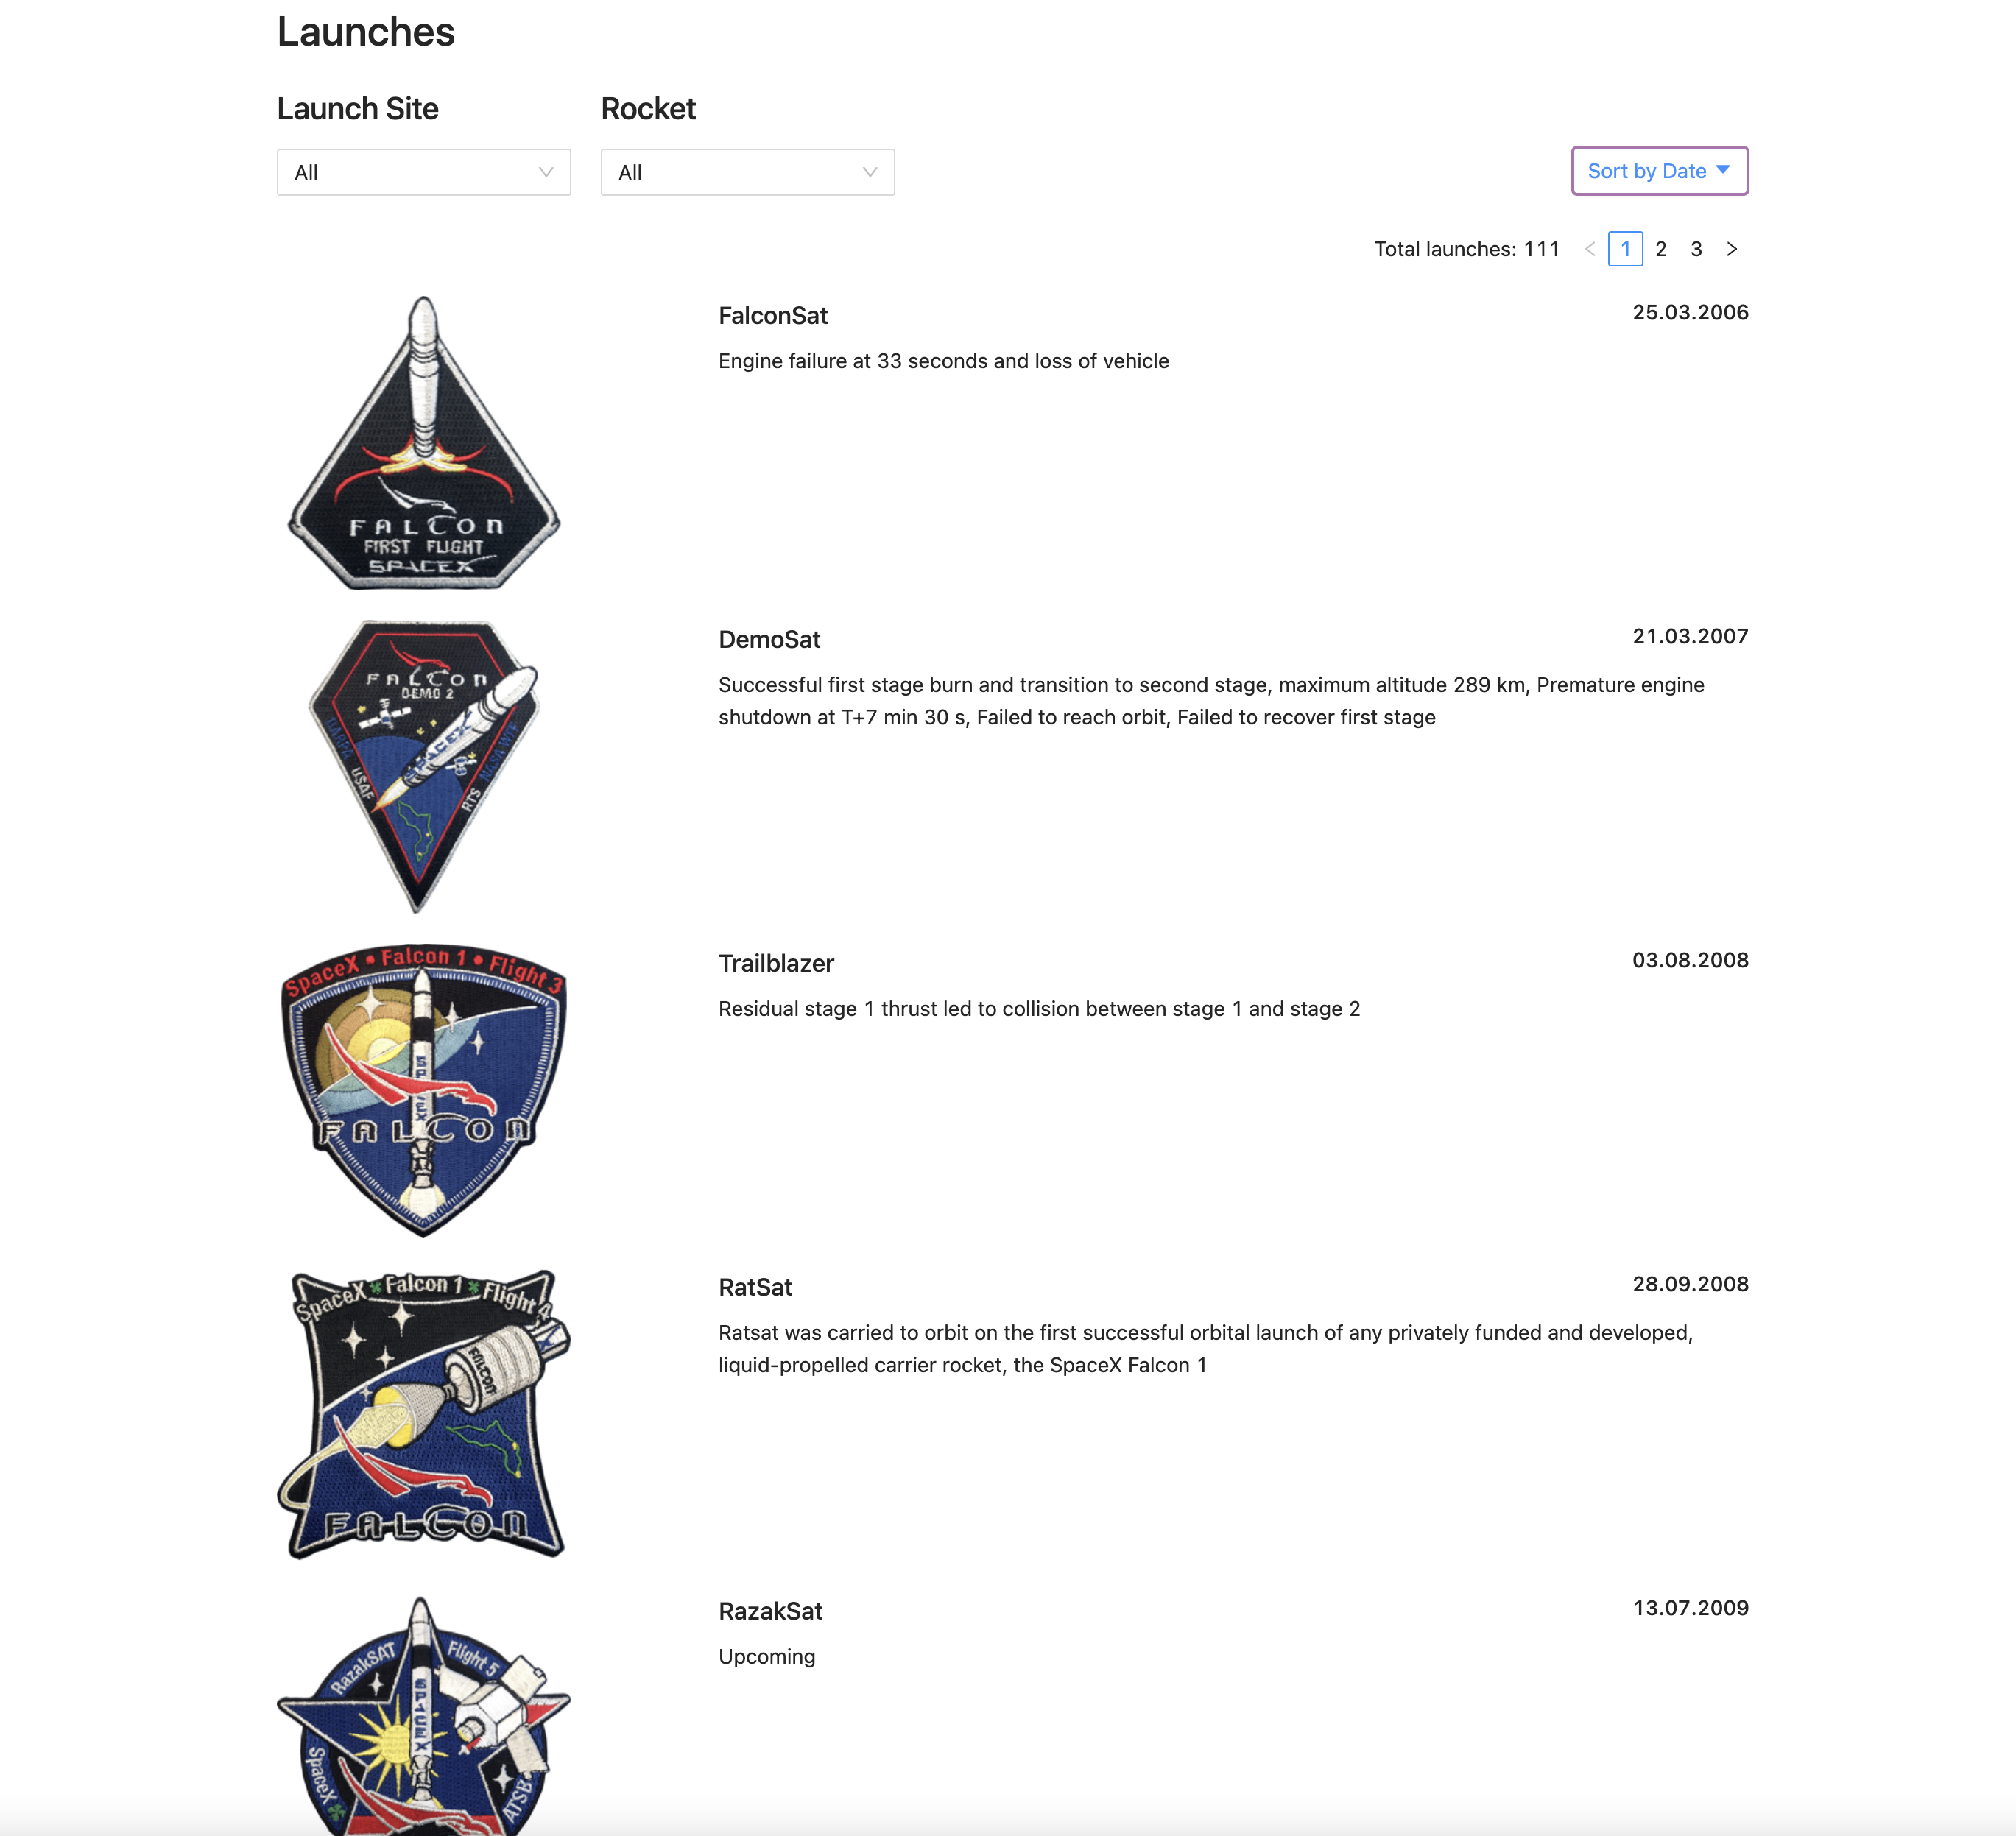 Launches
Launch Site
Rocket
All
All
Sort by Date
Total launches: 111
1
2
3
FALCON
FIRST FLIGHT
SPACEX
FalconSat
25.03.2006
Engine failure at 33 seconds and loss of vehicle
FALCON
DEMO 2
SPACEX
DARPA USAF
RTS NASA
DemoSat
21.03.2007
Successful first stage burn and transition to second stage, maximum altitude 289 km, Premature engine
shutdown at T+7 min 30 s, Failed to reach orbit, Failed to recover first stage
SpaceX • Falcon 1 • Flight 3
SPACEX
FALCON
Trailblazer
03.08.2008
Residual stage 1 thrust led to collision between stage 1 and stage 2
SpaceX Falcon 1 Flight 4
FALCON
FALCON
RatSat
28.09.2008
Ratsat was carried to orbit on the first successful orbital launch of any privately funded and developed,
liquid-propelled carrier rocket, the SpaceX Falcon 1
RazakSAT
Flight 5
SPACEX
SpaceX
ATSB
RazakSat
13.07.2009
Upcoming